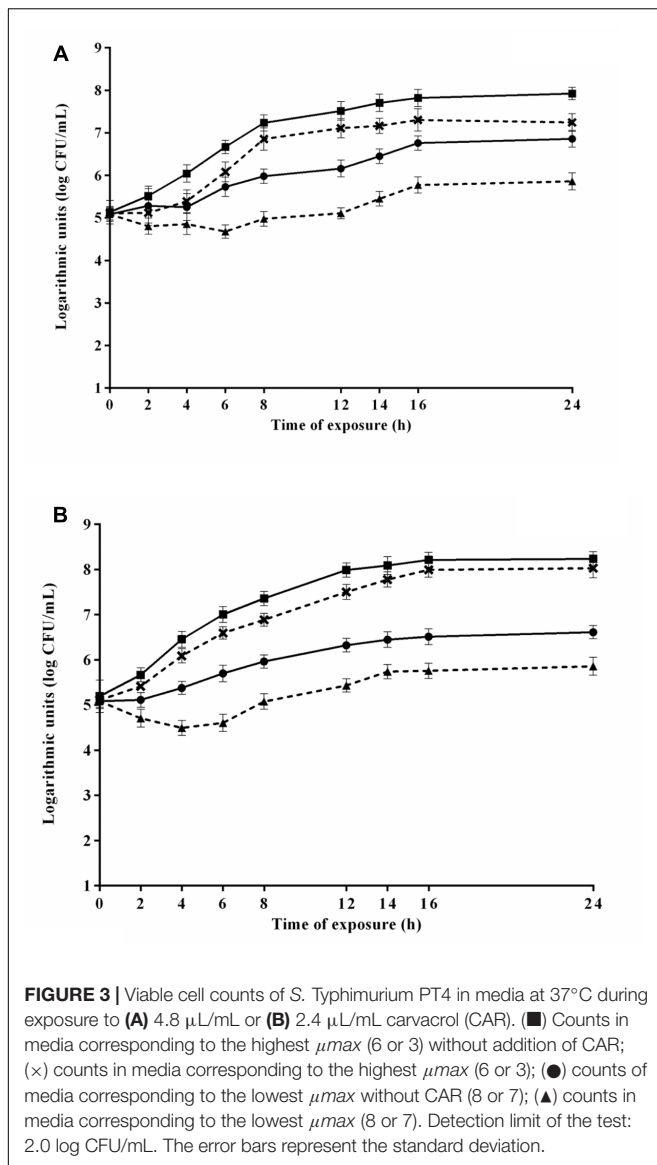 A
Logarithmic units (log CFU/mL)
9
8
7
6
5
4
3
2
1
0 2 4 6 8 12 14 16 24
Time of exposure (h)
B
Logarithmic units (log CFU/mL)
9
8
7
6
5
4
3
2
1
0 2 4 6 8 12 14 16 24
Time of exposure (h)
FIGURE 3 | Viable cell counts of S. Typhimurium PT4 in media at 37°C during
exposure to (A) 4.8 μL/mL or (B) 2.4 μL/mL carvacrol (CAR). (■) Counts in
media corresponding to the highest μmax (6 or 3) without addition of CAR;
(×) counts in media corresponding to the highest μmax (6 or 3); (●) counts of
media corresponding to the lowest μmax without CAR (8 or 7); (▲) counts in
media corresponding to the lowest μmax (8 or 7). Detection limit of the test:
2.0 log CFU/mL. The error bars represent the standard deviation.